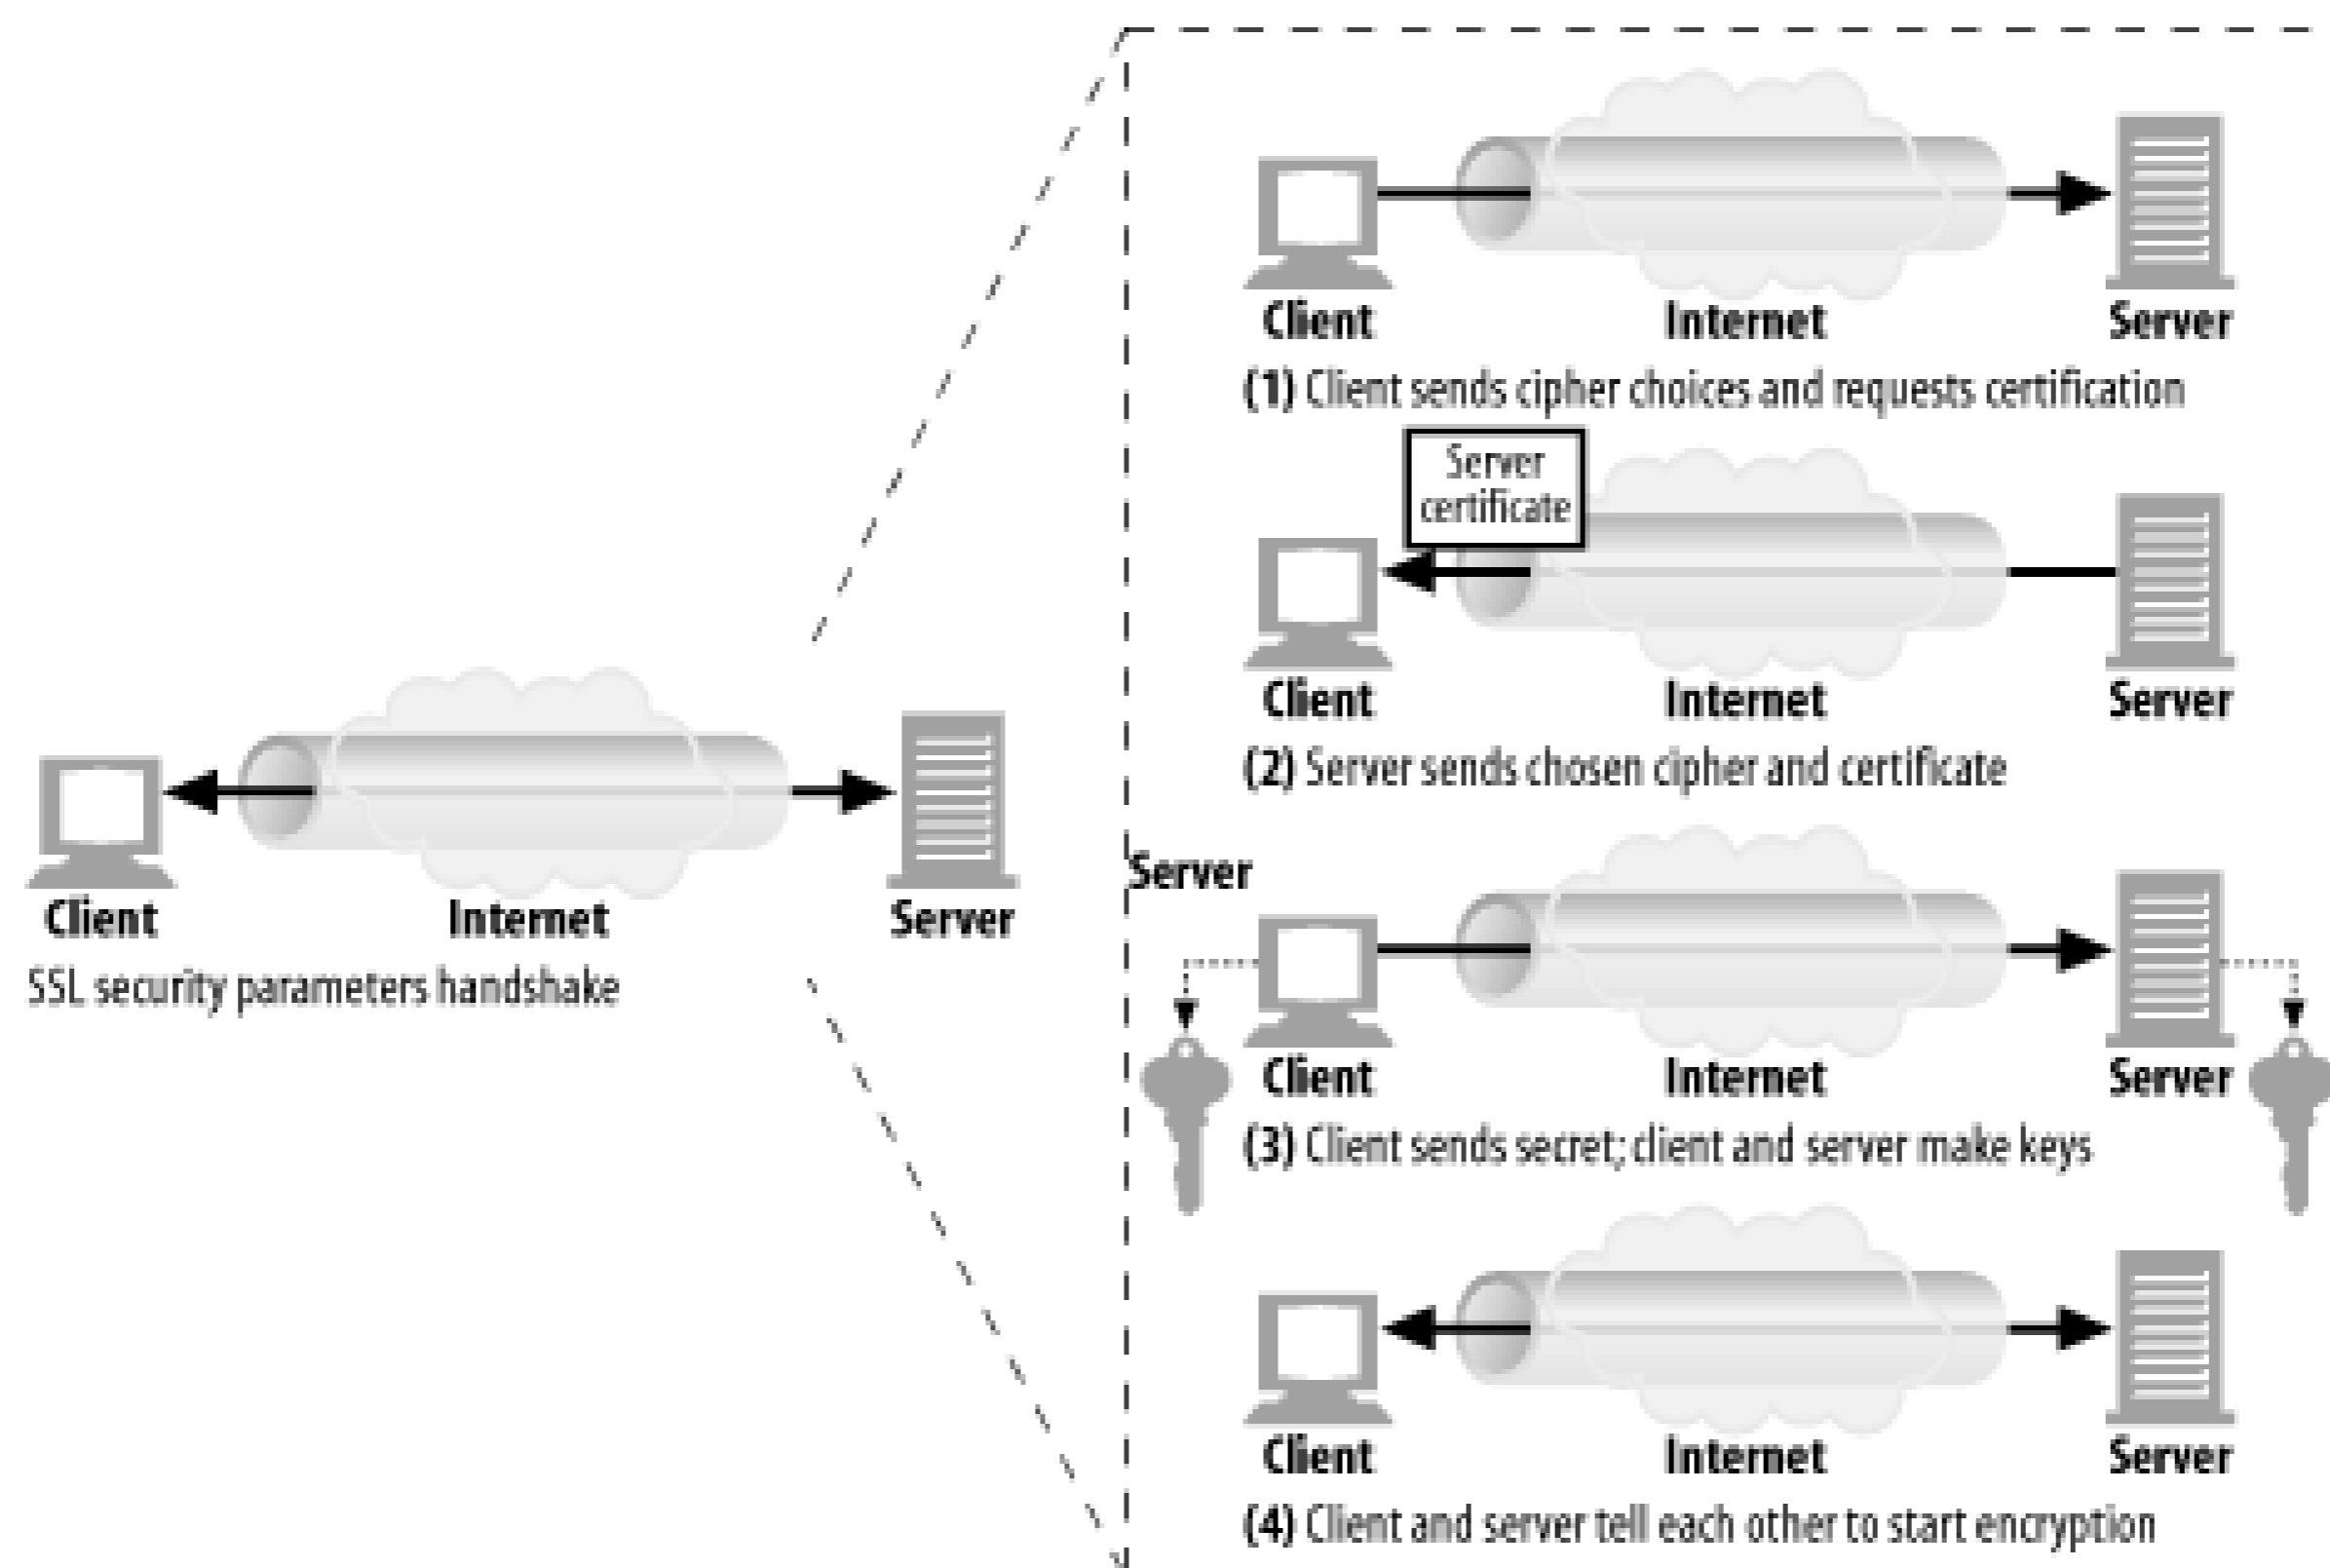 Client
Internet
Server
SSL security parameters handshake
Client
Internet
Server
(1) Client sends cipher choices and requests certification
Server
certificate
Client
Internet
Server
(2) Server sends chosen cipher and certificate
Server
Client
Internet
Server
(3) Client sends secret; client and server make keys
Client
Internet
Server
(4) Client and server tell each other to start encryption